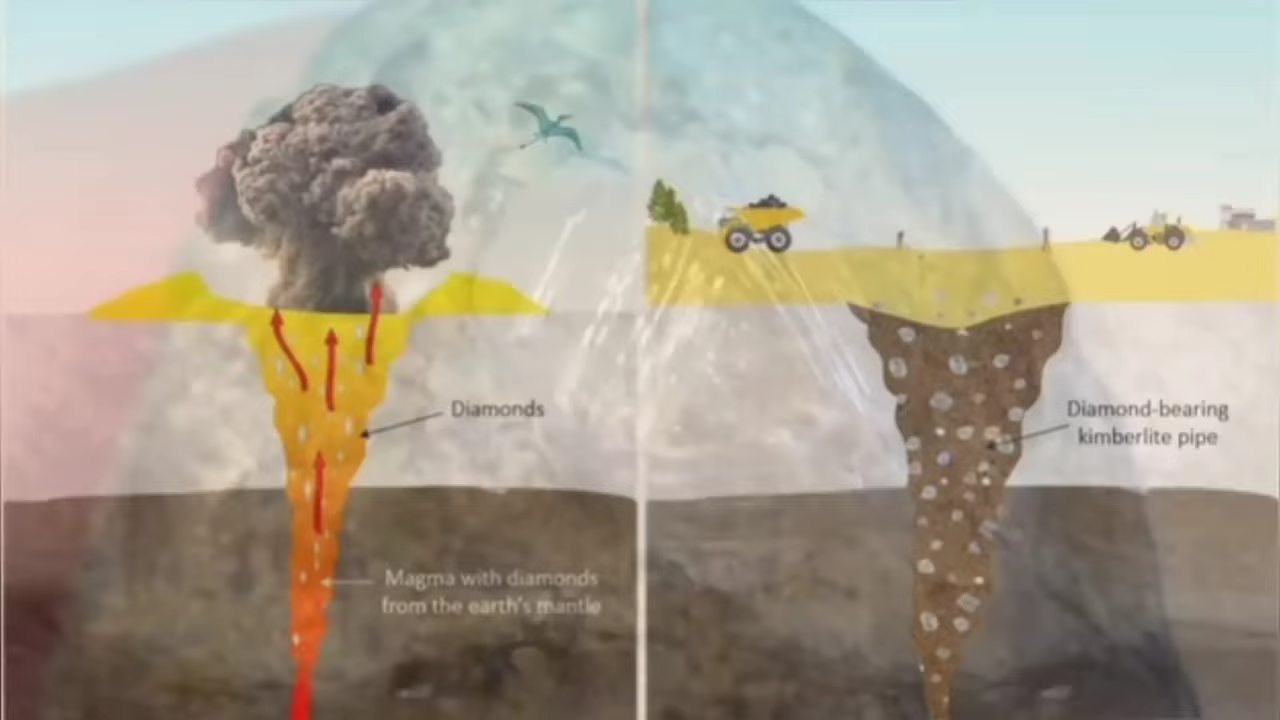 Diamonds
Magma with diamonds
from the earth's mantle
Diamond-bearing
kimberlite pipe